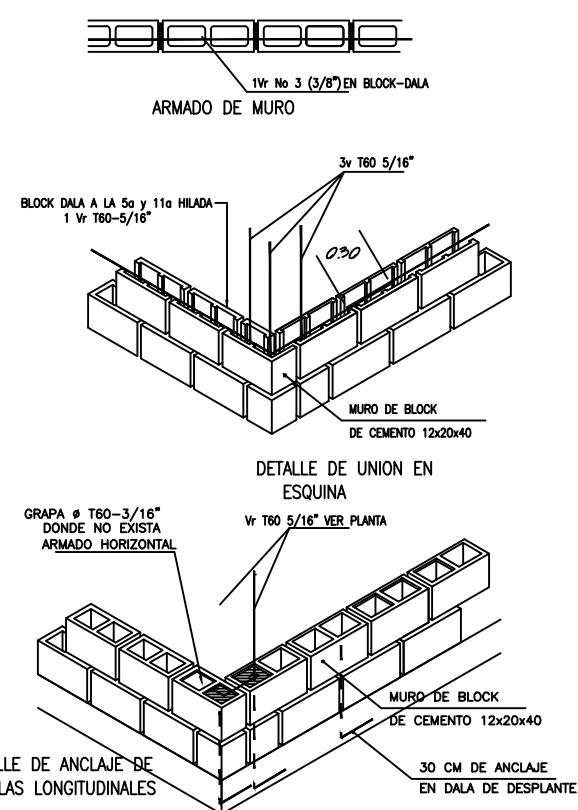 1Vr No 3 (3/8") EN BLOCK-DALA
ARMADO DE MURO
3v T60 5/16"
BLOCK DALA A LA 5a y 11a HILADA
1 Vr T60-5/16"
0.30
MURO DE BLOCK
DE CEMENTO 12x20x40
DETALLE DE UNION EN
ESQUINA
GRAPA ø T60-3/16"
DONDE NO EXISTA
ARMADO HORIZONTAL
Vr T60 5/16" VER PLANTA
MURO DE BLOCK
DE CEMENTO 12x20x40
LLE DE ANCLAJE DE
LAS LONGITUDINALES
30 CM DE ANCLAJE
EN DALA DE DESPLANTE